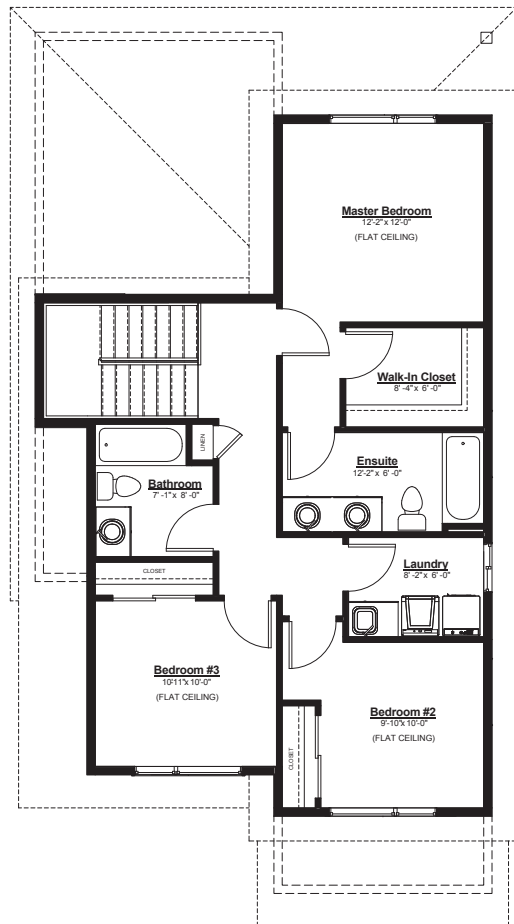 Master Bedroom
12'-2" x 12'-0"
(FLAT CEILING)
Walk-In Closet
8' -4" x 6' -0"
LINEN
Ensuite
12'-2" x 6' -0"
Bathroom
7' -1" x 8' -0"
Laundry
8' -2" x 6' -0"
CLOSET
Bedroom #3
10'-11" x 10'-0"
(FLAT CEILING)
Bedroom #2
9'-10" x 10'-0"
(FLAT CEILING)
CLOSET